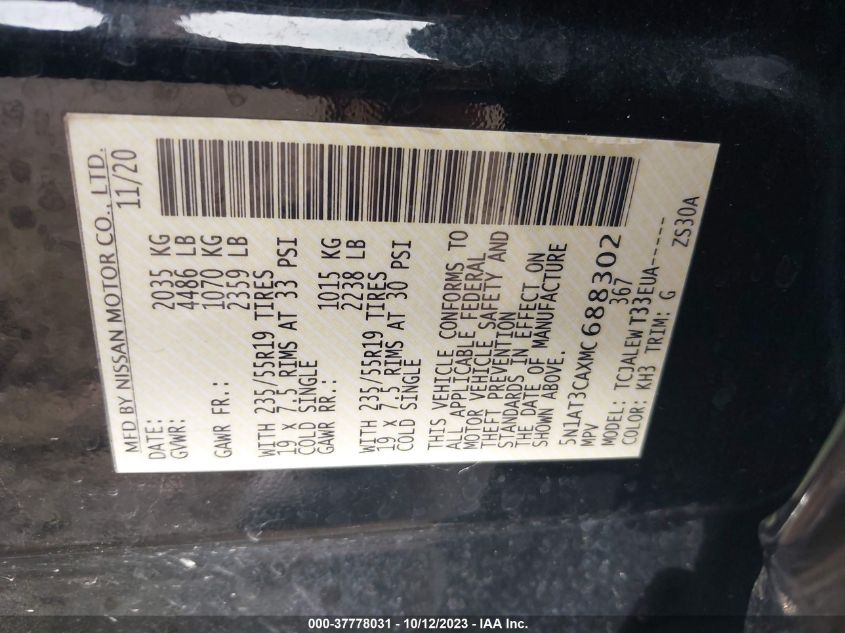 MFD BY NISSAN MOTOR CO., LTD.
DATE: 11/20
GVWR: 2035 KG
4486 LB
GAWR FR.: 1070 KG
2359 LB
WITH 235/55R19 TIRES
19 X 7.5 RIMS AT 33 PSI
COLD SINGLE
GAWR RR.: 1015 KG
2238 LB
WITH 235/55R19 TIRES
19 X 7.5 RIMS AT 30 PSI
COLD SINGLE
THIS VEHICLE CONFORMS TO
ALL APPLICABLE FEDERAL
MOTOR VEHICLE SAFETY AND
THEFT PREVENTION
STANDARDS IN EFFECT ON
THE DATE OF MANUFACTURE
SHOWN ABOVE.
5N1AT3CAXMC688302
MPV 367
MODEL: TCJALEWT33EUA------
COLOR: KH3 TRIM: G ZS30A
000-37778031 - 10/12/2023 - IAA Inc.